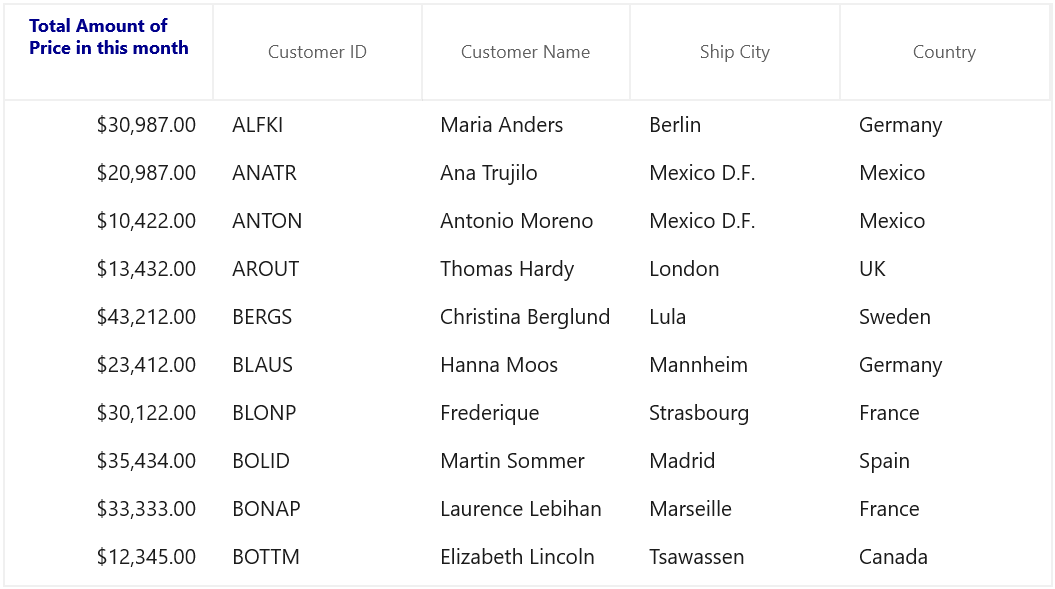 Total Amount of
Price in this month
Customer ID Customer Name Ship City Country
$30,987.00 ALFKI Maria Anders Berlin Germany
$20,987.00 ANATR Ana Trujilo Mexico D.F. Mexico
$10,422.00 ANTON Antonio Moreno Mexico D.F. Mexico
$13,432.00 AROUT Thomas Hardy London UK
$43,212.00 BERGS Christina Berglund Lula Sweden
$23,412.00 BLAUS Hanna Moos Mannheim Germany
$30,122.00 BLONP Frederique Strasbourg France
$35,434.00 BOLID Martin Sommer Madrid Spain
$33,333.00 BONAP Laurence Lebihan Marseille France
$12,345.00 BOTTM Elizabeth Lincoln Tsawassen Canada